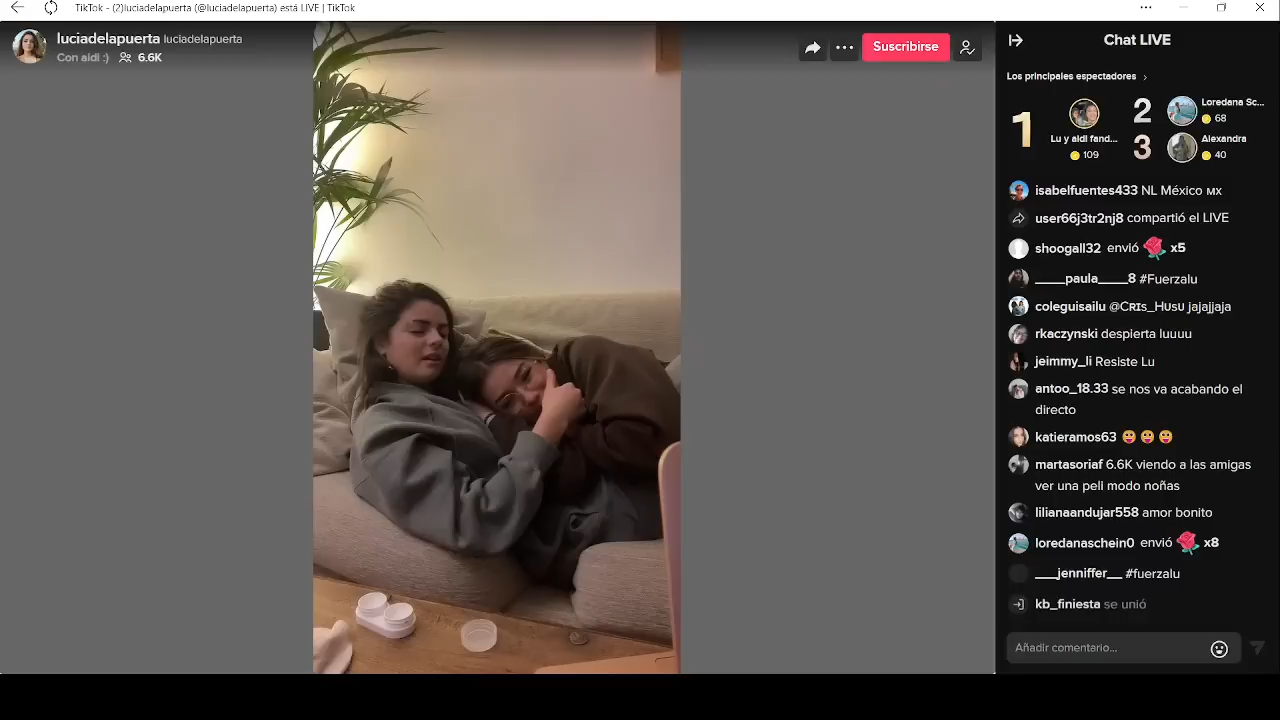 TikTok - (2)luciadelapuerta (@luciadelapuerta) está LIVE | TikTok
luciadelapuerta luciadelapuerta
Con aidi :) 6.6K
Suscribirse
Chat LIVE
Los principales espectadores
1
Lu y aidi fand...
109
2
Loredana Sc...
68
3
Alexandra
40
isabelfuentes433 NL México MX
user66j3tr2nj8 compartió el LIVE
shoogall32 envió x5
_____paula_____8 #Fuerzalu
coleguisailu @CRIS_HUSU jajajjaja
rkaczynski despierta luuuu
jeimmy_li Resiste Lu
antoo_18.33 se nos va acabando el
directo
katieramos63 😛 😛 😛
martasoriaf 6.6K viendo a las amigas
ver una peli modo noñas
lilianaandujar558 amor bonito
loredanaschein0 envió x8
____jenniffer__ #fuerzalu
kb_finiesta se unió
Añadir comentario...